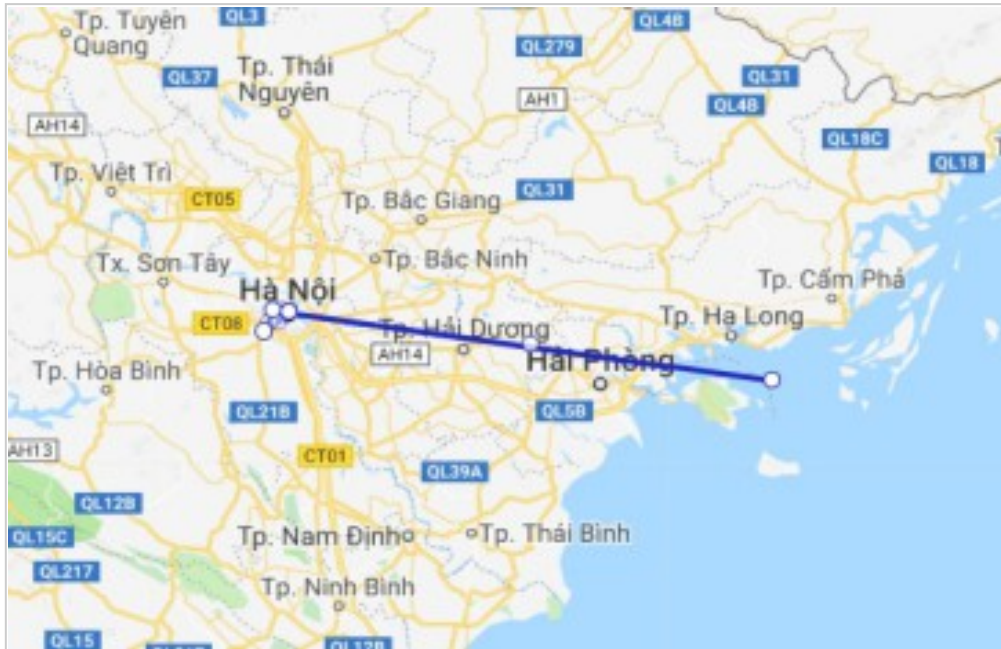 Tp. Tuyên
Quang
QL3
QL4B
QL279
QL37
Tp. Thái
Nguyên
QL31
AH1
QL4B
AH14
QL18C
QL18
Tp. Việt Trì
CT05
QL31
Tp. Bắc Giang
Tx. Sơn Tây
Tp. Bắc Ninh
Tp. Cẩm Phả
Hà Nội
CT08
Tp. Hải Dương
Tp. Hạ Long
AH14
Hải Phòng
Tp. Hòa Bình
QL21B
QL5B
AH13
CT01
QL39A
QL12B
QL15C
Tp. Nam Định
Tp. Thái Bình
QL217
Tp. Ninh Bình
QL15
QL12B